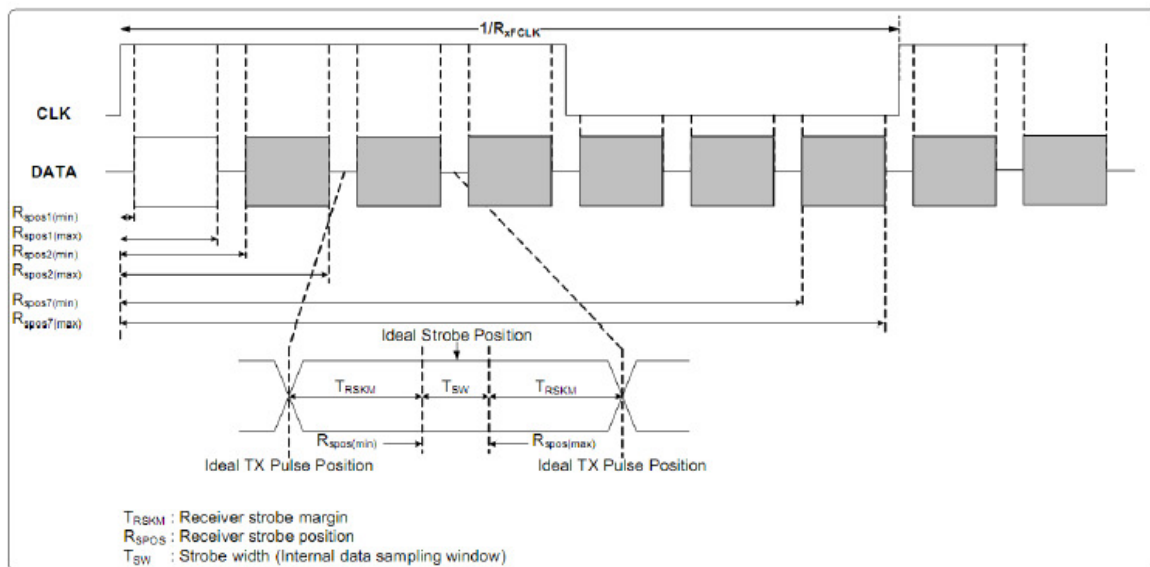 1/RxFCLK
CLK
DATA
Rspos1(min)
Rspos1(max)
Rspos2(min)
Rspos2(max)
Rspos7(min)
Rspos7(max)
Ideal Strobe Position
TRSKM TSW TRSKM
Rspos(min) Rspos(max)
Ideal TX Pulse Position Ideal TX Pulse Position
TRSKM : Receiver strobe margin
RSPOS : Receiver strobe position
TSW : Strobe width (Internal data sampling window)